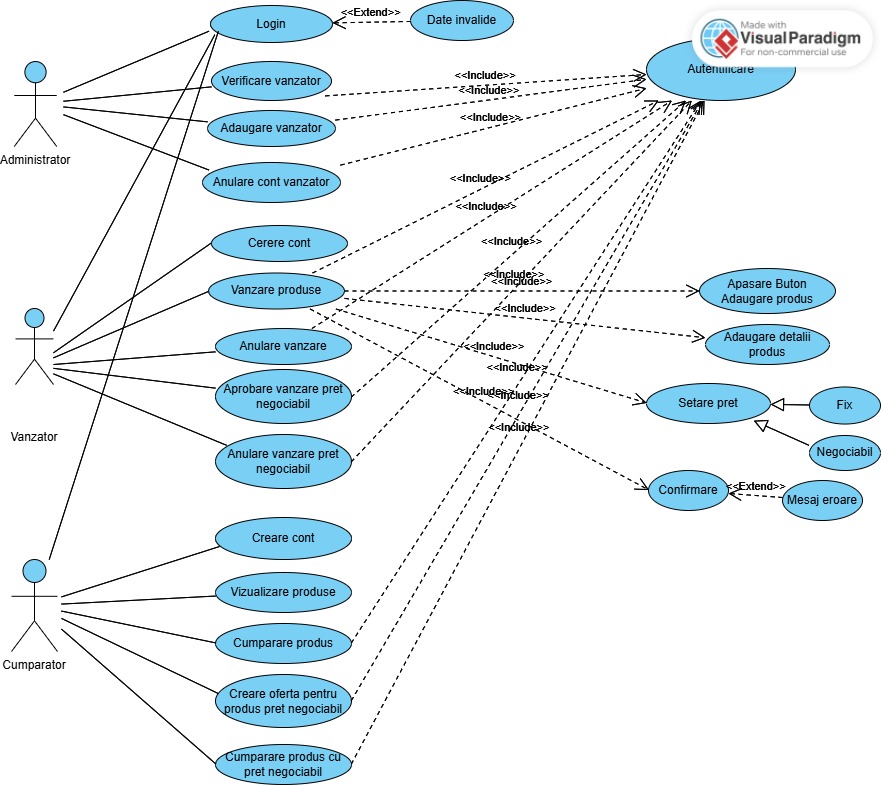 Login
<<Extend>>
Date invalide
Made with
Visual Paradigm
For non-commercial use
Autentificare
Verificare vanzator
<<Include>>
<<Include>>
Adaugare vanzator
<<Include>>
Administrator
Anulare cont vanzator
<<Include>>
<<Include>>
Cerere cont
<<Include>>
<<Include>>
<<Include>>
Vanzare produse
Apasare Buton
Adaugare produs
<<Include>>
Anulare vanzare
<<Include>>
Adaugare detalii
produs
<<Include>>
Aprobare vanzare pret
negociabil
<<Include>>
<<Include>>
Setare pret
Fix
<<Include>>
Vanzator
Anulare vanzare pret
negociabil
Negociabil
Confirmare
<<Extend>>
Mesaj eroare
Creare cont
Vizualizare produse
Cumparare produs
Cumparator
Creare oferta pentru
produs pret negociabil
Cumparare produs cu
pret negociabil